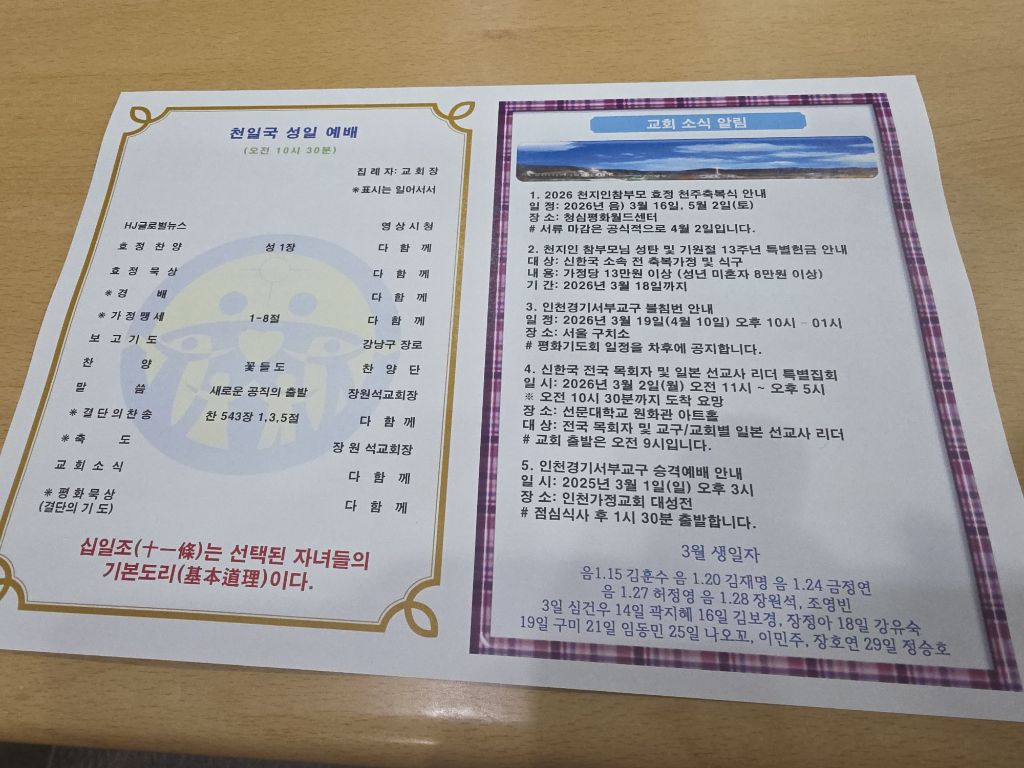 천일국 성일 예배
(오전 10시 30분)
집 례 자: 교 회 장
※표시는 일어서서
HJ글로벌뉴스 영 상 시 청
효 정 찬 양 성 1장 다 함 께
효 정 묵 상 다 함 께
※ 경 배 다 함 께
※ 가 정 맹 세 1-8절 다 함 께
보 고 기 도 강냥구 장로
찬 양 꽃 들 도 찬 양 단
말 씀 새로운 공직의 출발 장원석교회장
※ 결 단 의 찬 송 찬 543장 1,3,5절 다 함 께
※ 축 도 장 원 석교회장
교 회 소 식 다 함 께
※ 평 화 묵 상 다 함 께
(결단의 기 도)
십일조(十一條)는 선택된 자녀들의
기본도리(基本道理)이다.
교회 소식 알림
1. 2026 천지인참부모 효정 천주축복식 안내
일 정: 2026년 음) 3월 16일, 5월 2일(토)
장 소: 청심평화월드센터
# 서류 마감은 공식적으로 4월 2일입니다.
2. 천지인 참부모님 성탄 및 기원절 13주년 특별헌금 안내
대 상: 신한국 소속 전 축복가정 및 식구
내 용: 가정당 13만원 이상 (성년 미혼자 8만원 이상)
기 간: 2026년 3월 18일까지
3. 인천경기서부교구 불침번 안내
일 정: 2026년 3월 19일(4월 10일) 오후 10시 - 01시
장 소: 서울 구치소
# 평화기도회 일정을 차후에 공지합니다.
4. 신한국 전국 목회자 및 일본 선교사 리더 특별집회
일 시: 2026년 3월 2일(월) 오전 11시 ~ 오후 5시
※ 오전 10시 30분까지 도착 요망
장 소: 선문대학교 원화관 아트홀
대 상: 전국 목회자 및 교구/교회별 일본 선교사 리더
# 교회 출발은 오전 9시입니다.
5. 인천경기서부교구 승격예배 안내
일 시: 2025년 3월 1일(일) 오후 3시
장 소: 인천가정교회 대성전
# 점심식사 후 1시 30분 출발합니다.
3월 생일자
음1.15 김훈수 음 1.20 김재명 음 1.24 금정연
음 1.27 허정영 음 1.28 장원석, 조영빈
3일 심건우 14일 곽지혜 16일 김보경, 장정아 18일 강유숙
19일 구미 21일 임동민 25일 나오꼬, 이민주, 장호연 29일 정승호